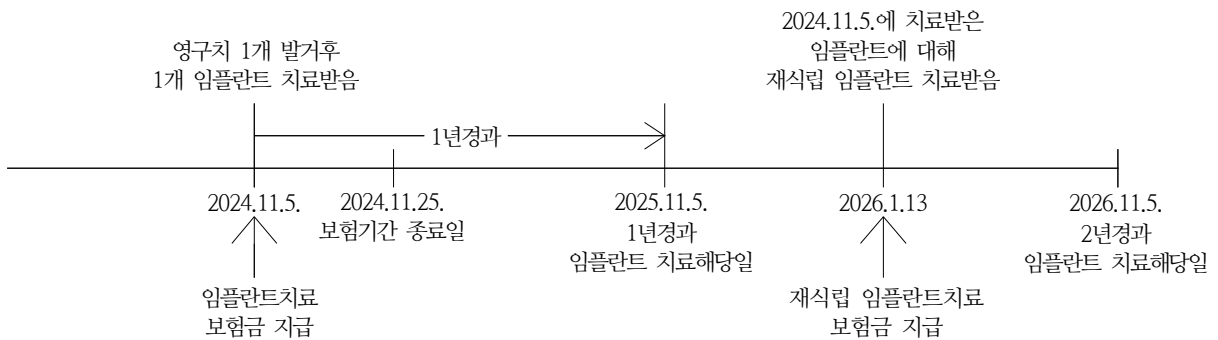 영구치 1개 발거후
1개 임플란트 치료받음
2024.11.5.에 치료받은
임플란트에 대해
재식립 임플란트 치료받음
1년경과
2024.11.5.
임플란트치료
보험금 지급
2024.11.25.
보험기간 종료일
2025.11.5.
1년경과
임플란트 치료해당일
2026.1.13
재식립 임플란트치료
보험금 지급
2026.11.5.
2년경과
임플란트 치료해당일